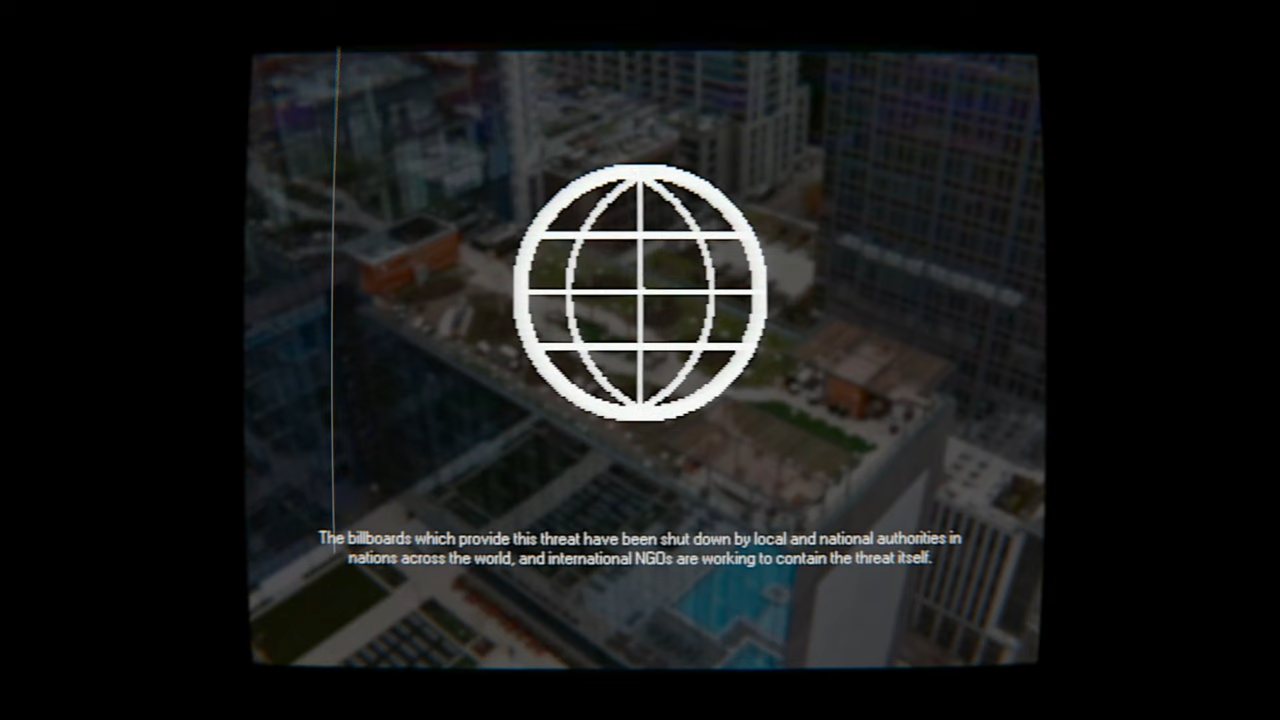 The billboards which provide this threat have been shut down by local and national authorities in
nations across the world, and international NGOs are working to contain the threat itself.